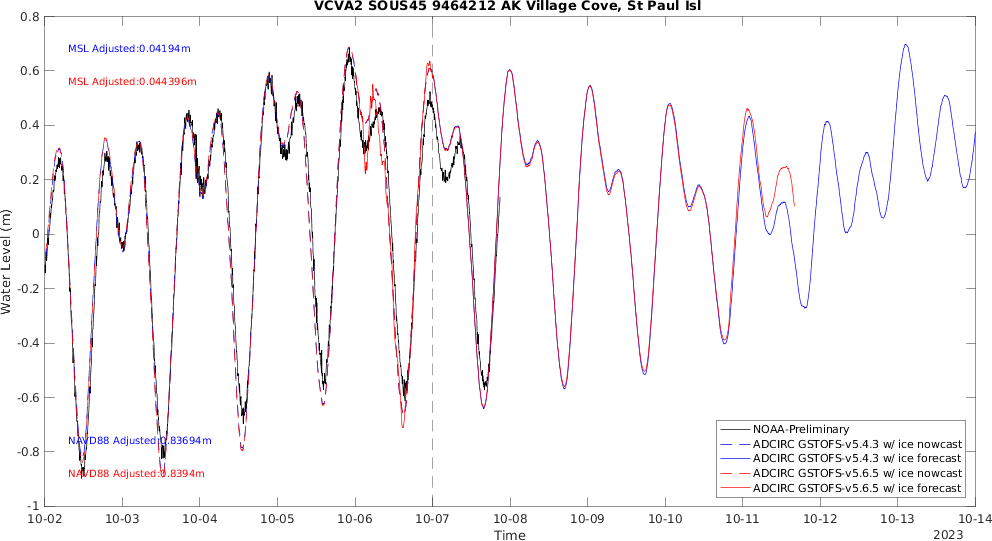 VCVA2 SOUS45 9464212 AK Village Cove, St Paul Isl
0.8
0.6
0.4
0.2
0
-0.2
-0.4
-0.6
-0.8
-1
Water Level (m)
MSL Adjusted:0.04194m
MSL Adjusted:0.044396m
NAVD88 Adjusted:0.83694m
NAVD88 Adjusted:0.8394m
NOAA-Preliminary
ADCIRC GSTOFS-v5.4.3 w/ ice nowcast
ADCIRC GSTOFS-v5.4.3 w/ ice forecast
ADCIRC GSTOFS-v5.6.5 w/ ice nowcast
ADCIRC GSTOFS-v5.6.5 w/ ice forecast
10-02 10-03 10-04 10-05 10-06 10-07 10-08 10-09 10-10 10-11 10-12 10-13 10-14
Time
2023